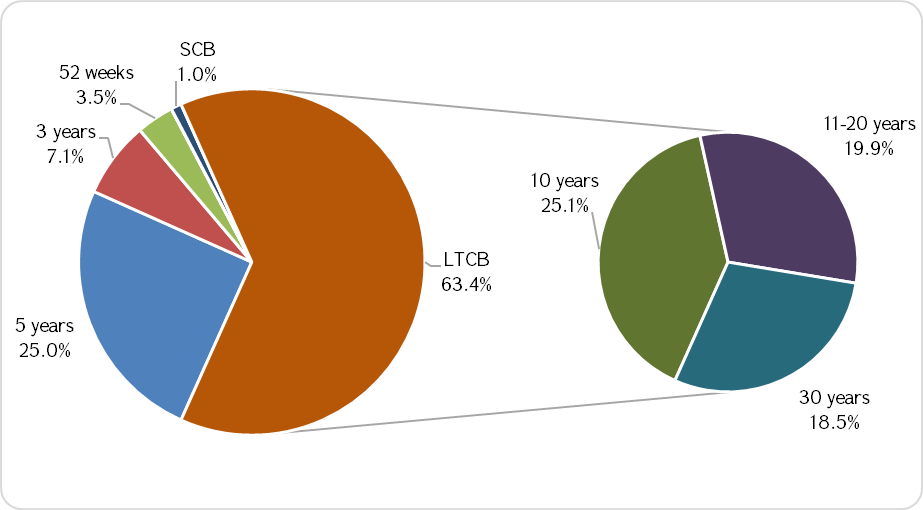 SCB
1.0%
52 weeks
3.5%
3 years
7.1%
5 years
25.0%
LTCB
63.4%
10 years
25.1%
11-20 years
19.9%
30 years
18.5%